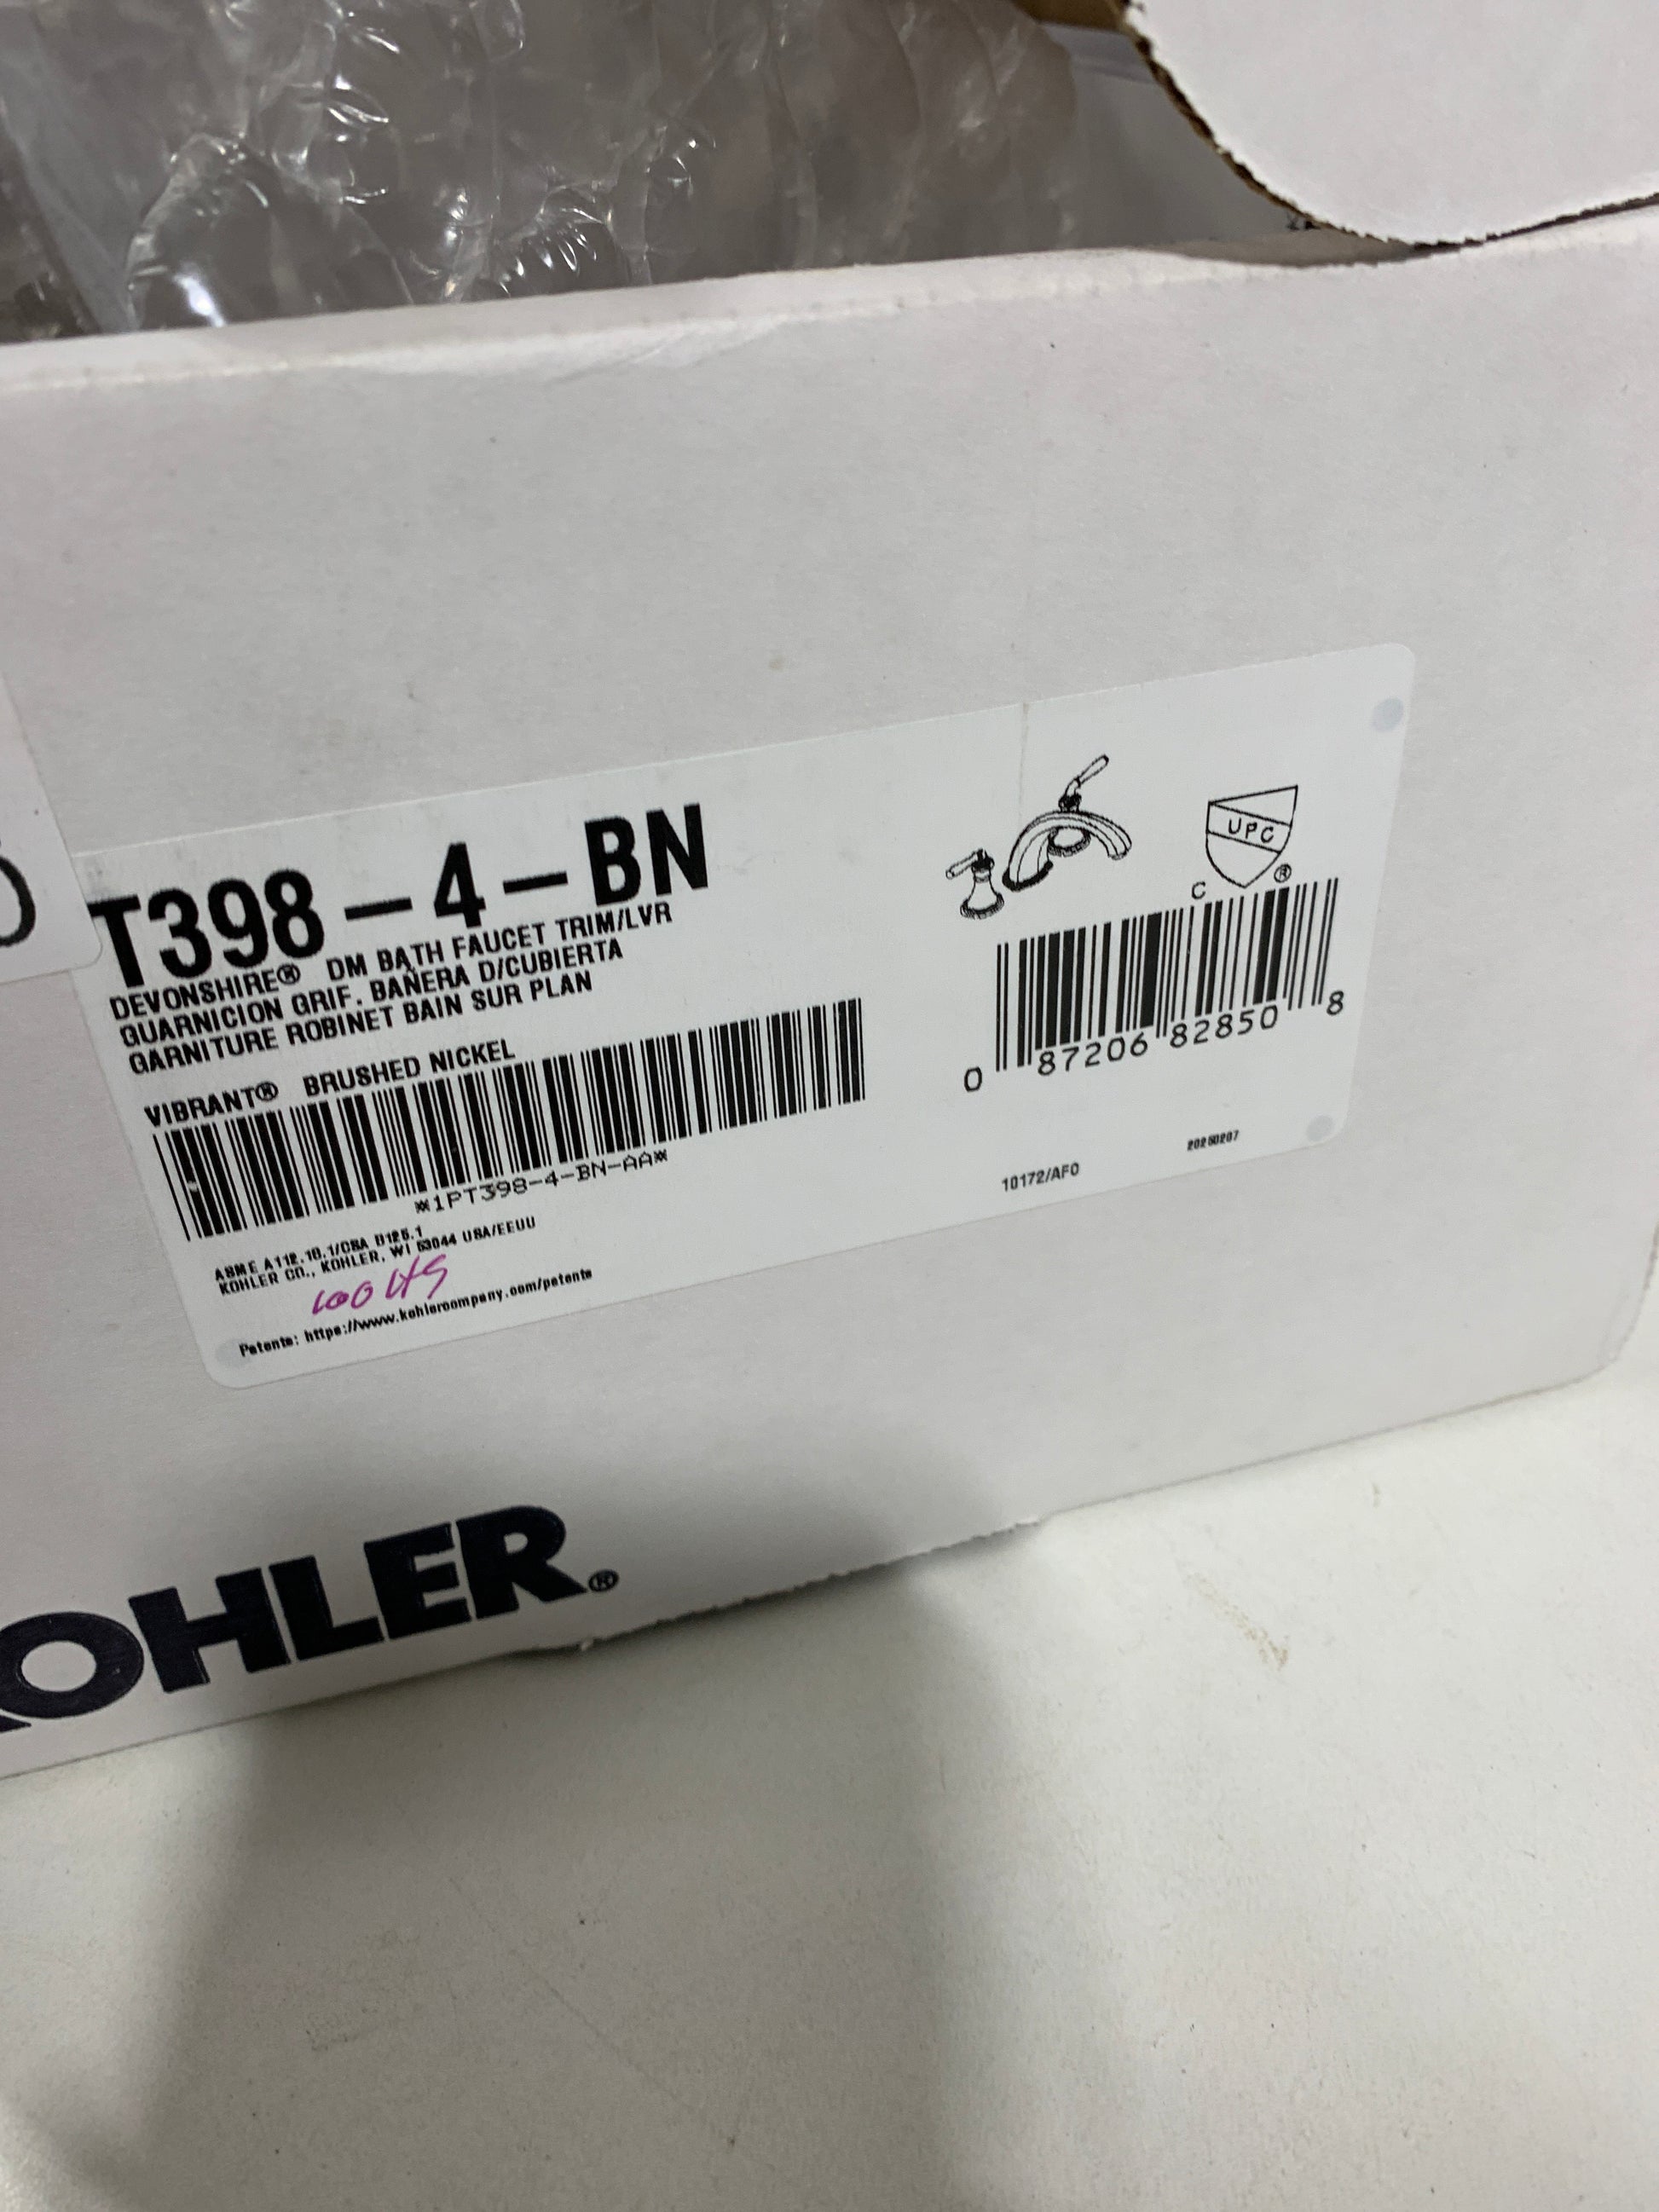 T398-4-BN
DEVONSHIRE® DM BATH FAUCET TRIM/LVR
GUARNICION GRIF. BAÑERA D/CUBIERTA
GARNITURE ROBINET BAIN SUR PLAN
VIBRANT® BRUSHED NICKEL
*1PT398-4-BN-AA*
ASME A112.18.1/CSA B125.1
KOHLER CO., KOHLER, WI 53044 USA/EEUU
Patents: https://www.kohlercompany.com/patents
UPC®
C
0 87206 82850 8
10172/AF0
20250207
KOHLER®